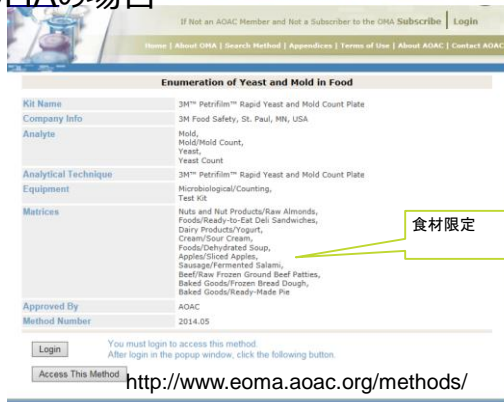 の場合
If Not an AOAC Member and Not a Subscriber to the OMA Subscribe | Login
Home | About OMA | Search Method | Appendices | Terms of Use | About AOAC | Contact AOAC
Enumeration of Yeast and Mold in Food
Kit Name 3M™ Petrifilm™ Rapid Yeast and Mold Count Plate
Company Info 3M Food Safety, St. Paul, MN, USA
Analyte Mold,
Mold/Mold Count,
Yeast,
Yeast Count
Analytical Technique 3M™ Petrifilm™ Rapid Yeast and Mold Count Plate
Equipment Microbiological/Counting,
Test Kit
Matrices Nuts and Nut Products/Raw Almonds,
Foods/Ready-to-Eat Deli Sandwiches,
Dairy Products/Yogurt,
Cream/Sour Cream,
Foods/Dehydrated Soup,
Apples/Sliced Apples,
Sausage/Fermented Salami,
Beef/Raw Frozen Ground Beef Patties,
Baked Goods/Frozen Bread Dough,
Baked Goods/Ready-Made Pie
食材限定
Approved By AOAC
Method Number 2014.05
Login You must login to access this method.
After login in the popup window, click the following button.
Access This Method
http://www.eoma.aoac.org/methods/